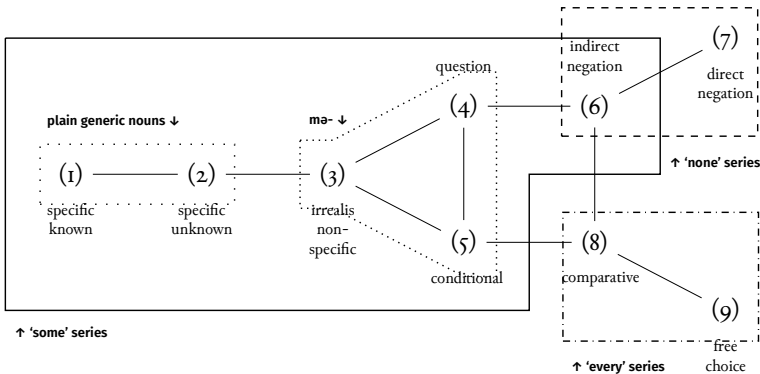 (7)
indirect
negation
question
direct
negation
(4)
(6)
plain generic nouns ↓
mə- ↓
↑ ‘none’ series
(1)
(2)
(3)
specific
known
specific
unknown
irrealis
non-
specific
(5)
(8)
conditional
comparative
(9)
↑ ‘some’ series
free
choice
↑ ‘every’ series